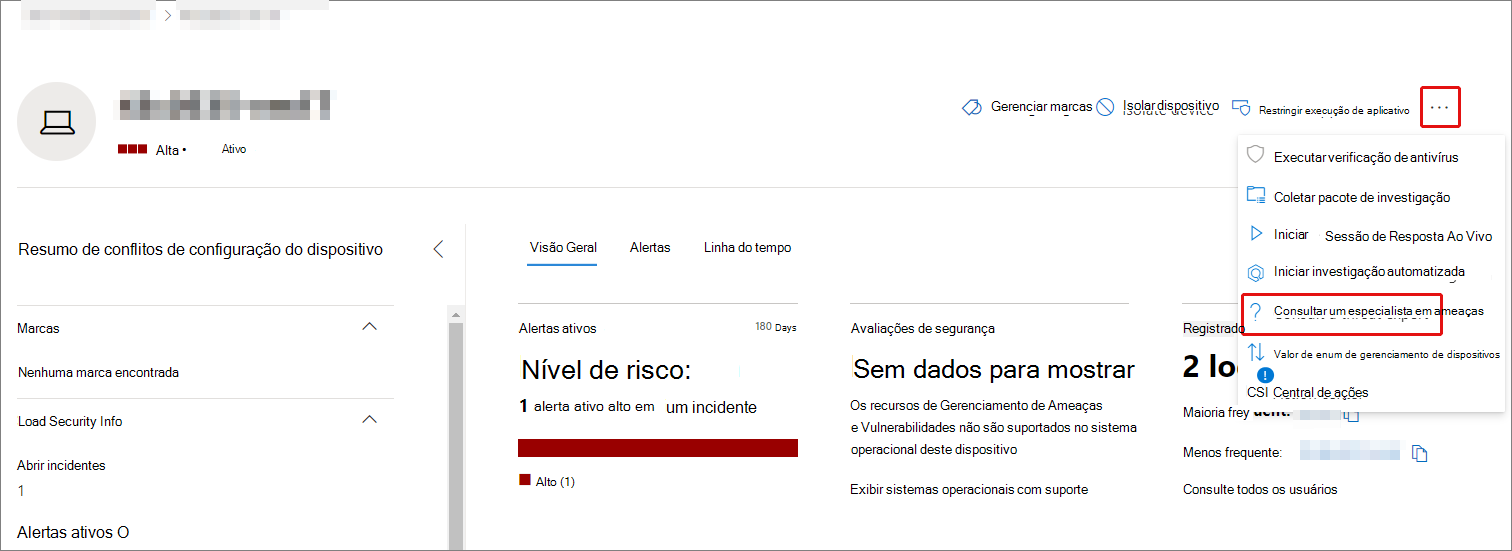 Gerenciar marcas
Isolar dispositivo
Restringir execução de aplicativo
...
Alta •
Ativo
Executar verificação de antivírus
Coletar pacote de investigação
Iniciar Sessão de Resposta Ao Vivo
Iniciar investigação automatizada
Consultar um especialista em ameaças
Valor de enum de gerenciamento de dispositivos
CSI Central de ações
Resumo de conflitos de configuração do dispositivo
Marcas
Nenhuma marca encontrada
Load Security Info
Abrir incidentes
1
Alertas ativos O
Visão Geral
Alertas
Linha do tempo
Alertas ativos
180 Days
Nível de risco:
1 alerta ativo alto em um incidente
Alto (1)
Avaliações de segurança
Sem dados para mostrar
Os recursos de Gerenciamento de Ameaças
e Vulnerabilidades não são suportados no sistema
operacional deste dispositivo
Exibir sistemas operacionais com suporte
Registrado
2
Maioria frey
Menos frequente:
Consulte todos os usuários